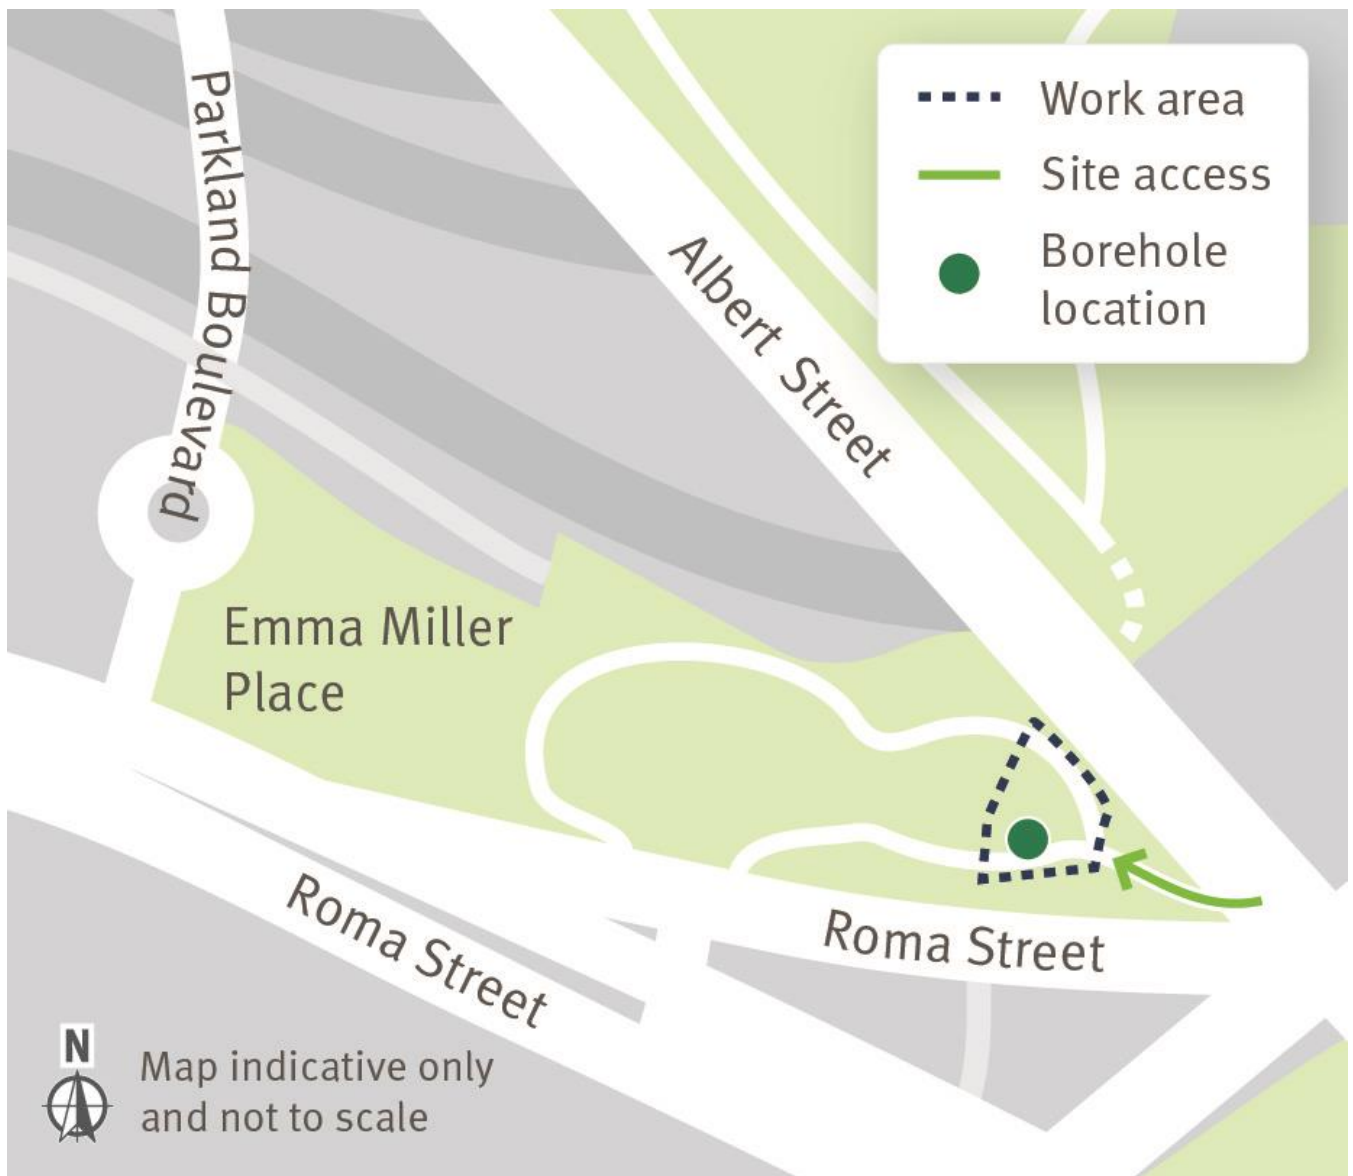 Parkland Boulevard
Albert Street
Work area
Site access
Borehole
location
Emma Miller
Place
Roma Street
Roma Street
N
Map indicative only
and not to scale